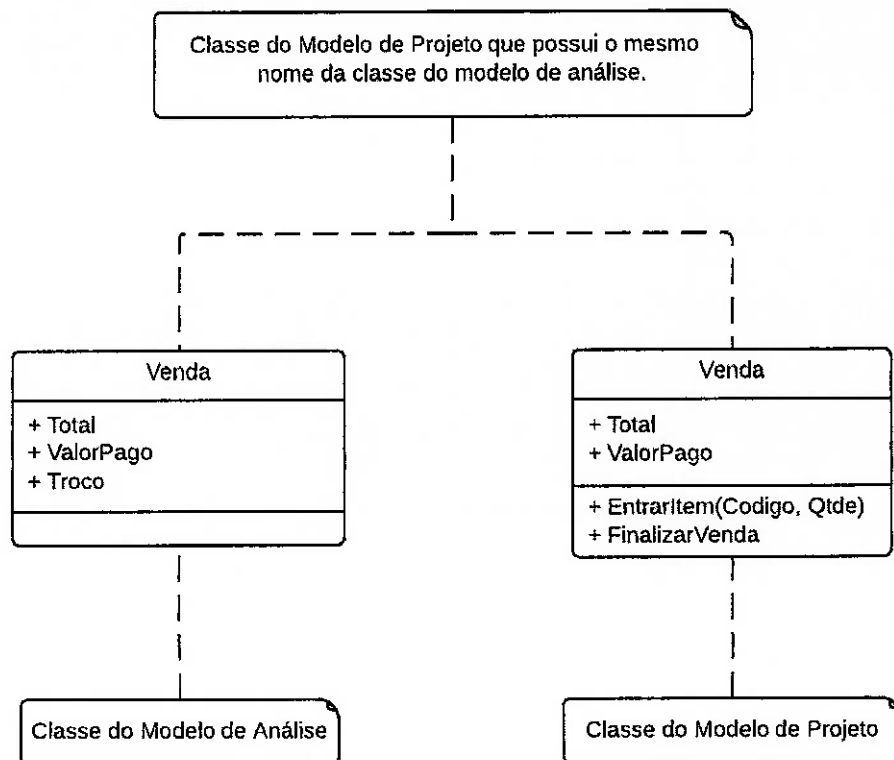 Classe do Modelo de Projeto que possui o mesmo
nome da classe do modelo de análise.
Venda
+ Total
+ ValorPago
+ Troco
Venda
+ Total
+ ValorPago
+ EntrarItem(Codigo, Qtde)
+ FinalizarVenda
Classe do Modelo de Análise
Classe do Modelo de Projeto